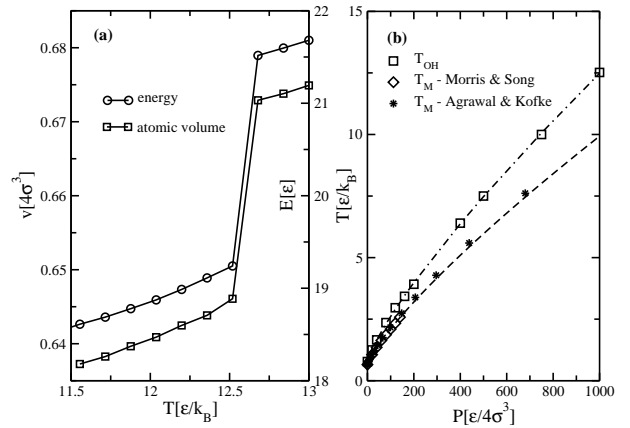 (a)
energy
atomic volume
v[4σ³]
0.68
0.67
0.66
0.65
0.64
11.5
12
12.5
13
T[ε/k_B]
E[ε]
22
21
20
19
18
(b)
T_OH
T_M - Morris & Song
T_M - Agrawal & Kofke
T[ε/k_B]
15
10
5
0
0
200
400
600
800
1000
P[ε/4σ³]